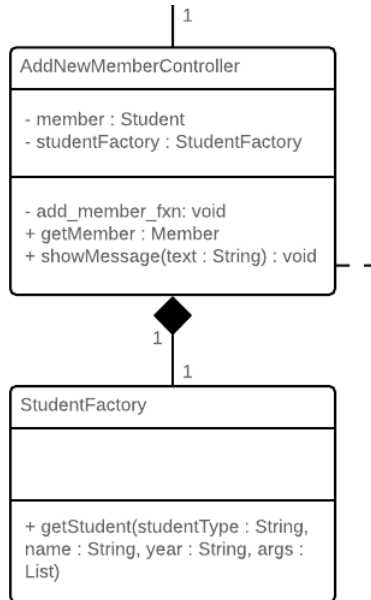 1
AddNewMemberController
- member : Student
- studentFactory : StudentFactory
- add_member_fxn: void
+ getMember : Member
+ showMessage(text : String) : void
1
1
StudentFactory
+ getStudent(studentType : String,
name : String, year : String, args :
List)